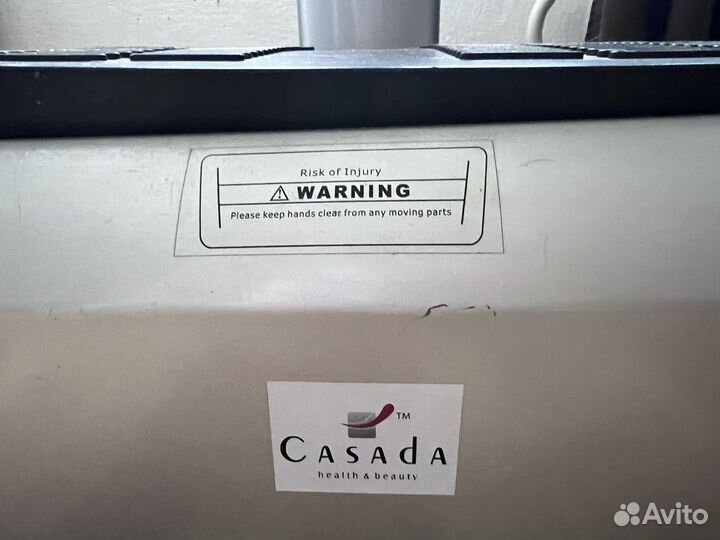 Risk of Injury
⚠ WARNING
Please keep hands clear from any moving parts
TM
CASADA
health & beauty
Avito